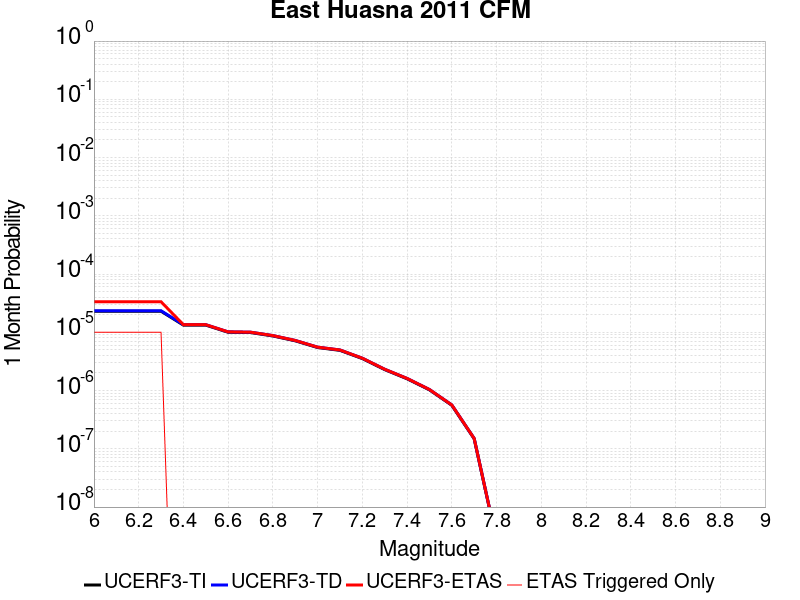 East Huasna 2011 CFM
10^0
10^-1
10^-2
10^-3
10^-4
10^-5
10^-6
10^-7
10^-8
1 Month Probability
6 6.2 6.4 6.6 6.8 7 7.2 7.4 7.6 7.8 8 8.2 8.4 8.6 8.8 9
Magnitude
UCERF3-TI UCERF3-TD UCERF3-ETAS ETAS Triggered Only